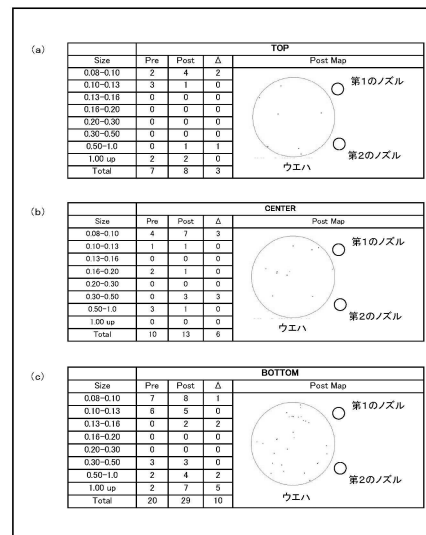 (a)
TOP
Size Pre Post Δ Post Map
0.08-0.10 2 4 2
0.10-0.13 3 1 0
0.13-0.16 0 0 0
0.16-0.20 0 0 0
0.20-0.30 0 0 0
0.30-0.50 0 0 0
0.50-1.0 0 1 1
1.00 up 2 2 0
Total 7 8 3
第1のノズル
第2のノズル
ウエハ
(b)
CENTER
Size Pre Post Δ Post Map
0.08-0.10 4 7 3
0.10-0.13 1 1 0
0.13-0.16 0 0 0
0.16-0.20 2 1 0
0.20-0.30 0 0 0
0.30-0.50 0 3 3
0.50-1.0 3 1 0
1.00 up 0 0 0
Total 10 13 6
第1のノズル
第2のノズル
ウエハ
(c)
BOTTOM
Size Pre Post Δ Post Map
0.08-0.10 7 8 1
0.10-0.13 6 5 0
0.13-0.16 0 2 2
0.16-0.20 0 0 0
0.20-0.30 0 0 0
0.30-0.50 3 3 0
0.50-1.0 2 4 2
1.00 up 2 7 5
Total 20 29 10
第1のノズル
第2のノズル
ウエハ